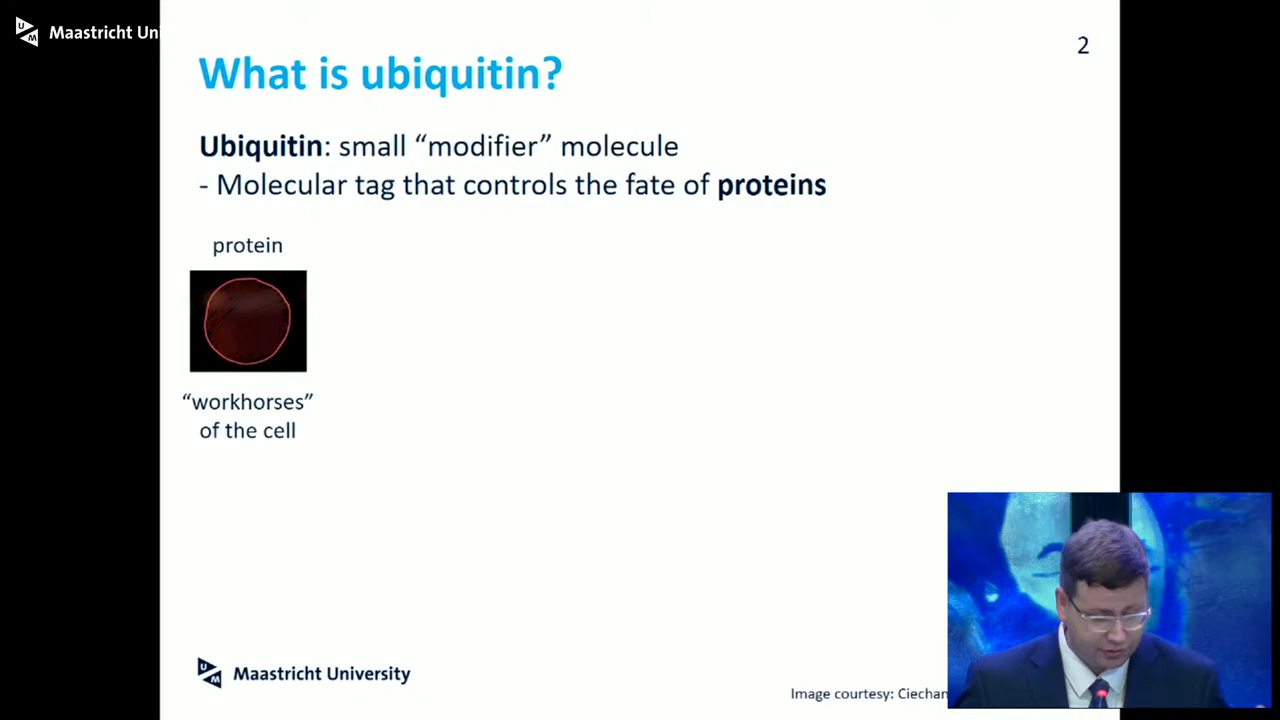 Maastricht Uni
2
What is ubiquitin?
Ubiquitin: small “modifier” molecule
- Molecular tag that controls the fate of proteins
protein
“workhorses”
of the cell
Maastricht University
Image courtesy: Ciechan